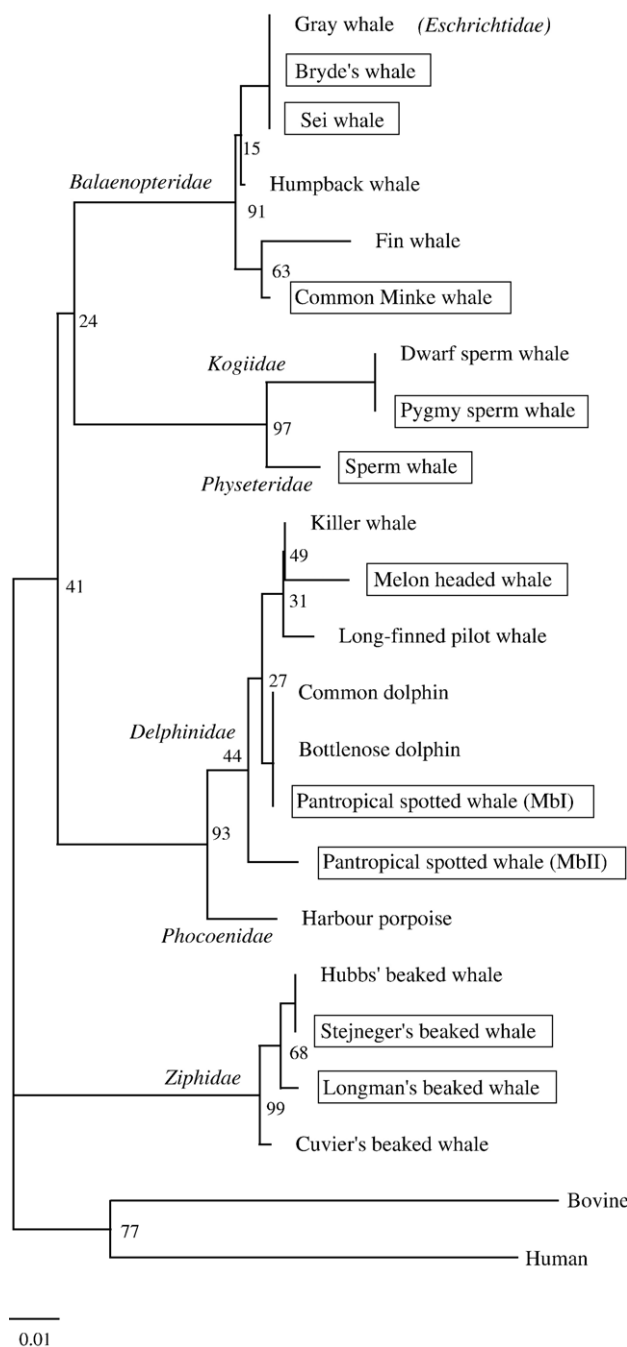 Gray whale (Eschrichtidae)
Bryde's whale
Sei whale
15
Balaenopteridae
Humpback whale
91
Fin whale
63
Common Minke whale
24
Dwarf sperm whale
Kogiidae
Pygmy sperm whale
97
Sperm whale
Physeteridae
Killer whale
49
Melon headed whale
41
31
Long-finned pilot whale
27
Common dolphin
Delphinidae
44
Bottlenose dolphin
Pantropical spotted whale (MbI)
93
Pantropical spotted whale (MbII)
Harbour porpoise
Phocoenidae
Hubbs' beaked whale
Stejneger's beaked whale
68
Ziphidae
Longman's beaked whale
99
Cuvier's beaked whale
Bovine
77
Human
0.01